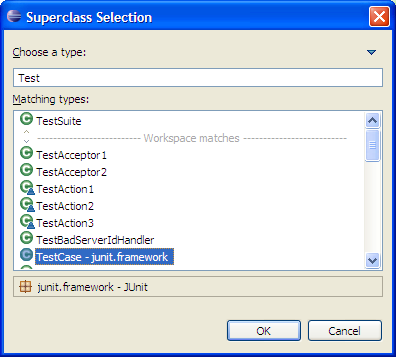 Superclass Selection
Choose a type:
Test
Matching types:
TestSuite
Workspace matches
TestAcceptor1
TestAcceptor2
TestAction1
TestAction2
TestAction3
TestBadServerIdHandler
TestCase - junit.framework
junit.framework - JUnit
OK
Cancel